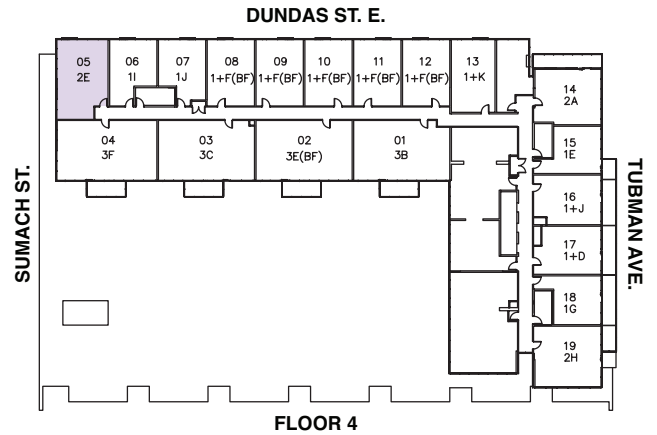 DUNDAS ST. E.
05
2E
06
1I
07
1J
08
1+F(BF)
09
1+F(BF)
10
1+F(BF)
11
1+F(BF)
12
1+F(BF)
13
1+K
14
2A
04
3F
03
3C
02
3E(BF)
01
3B
15
1E
16
1+J
17
1+D
18
1G
19
2H
SUMACH ST.
TUBMAN AVE.
FLOOR 4